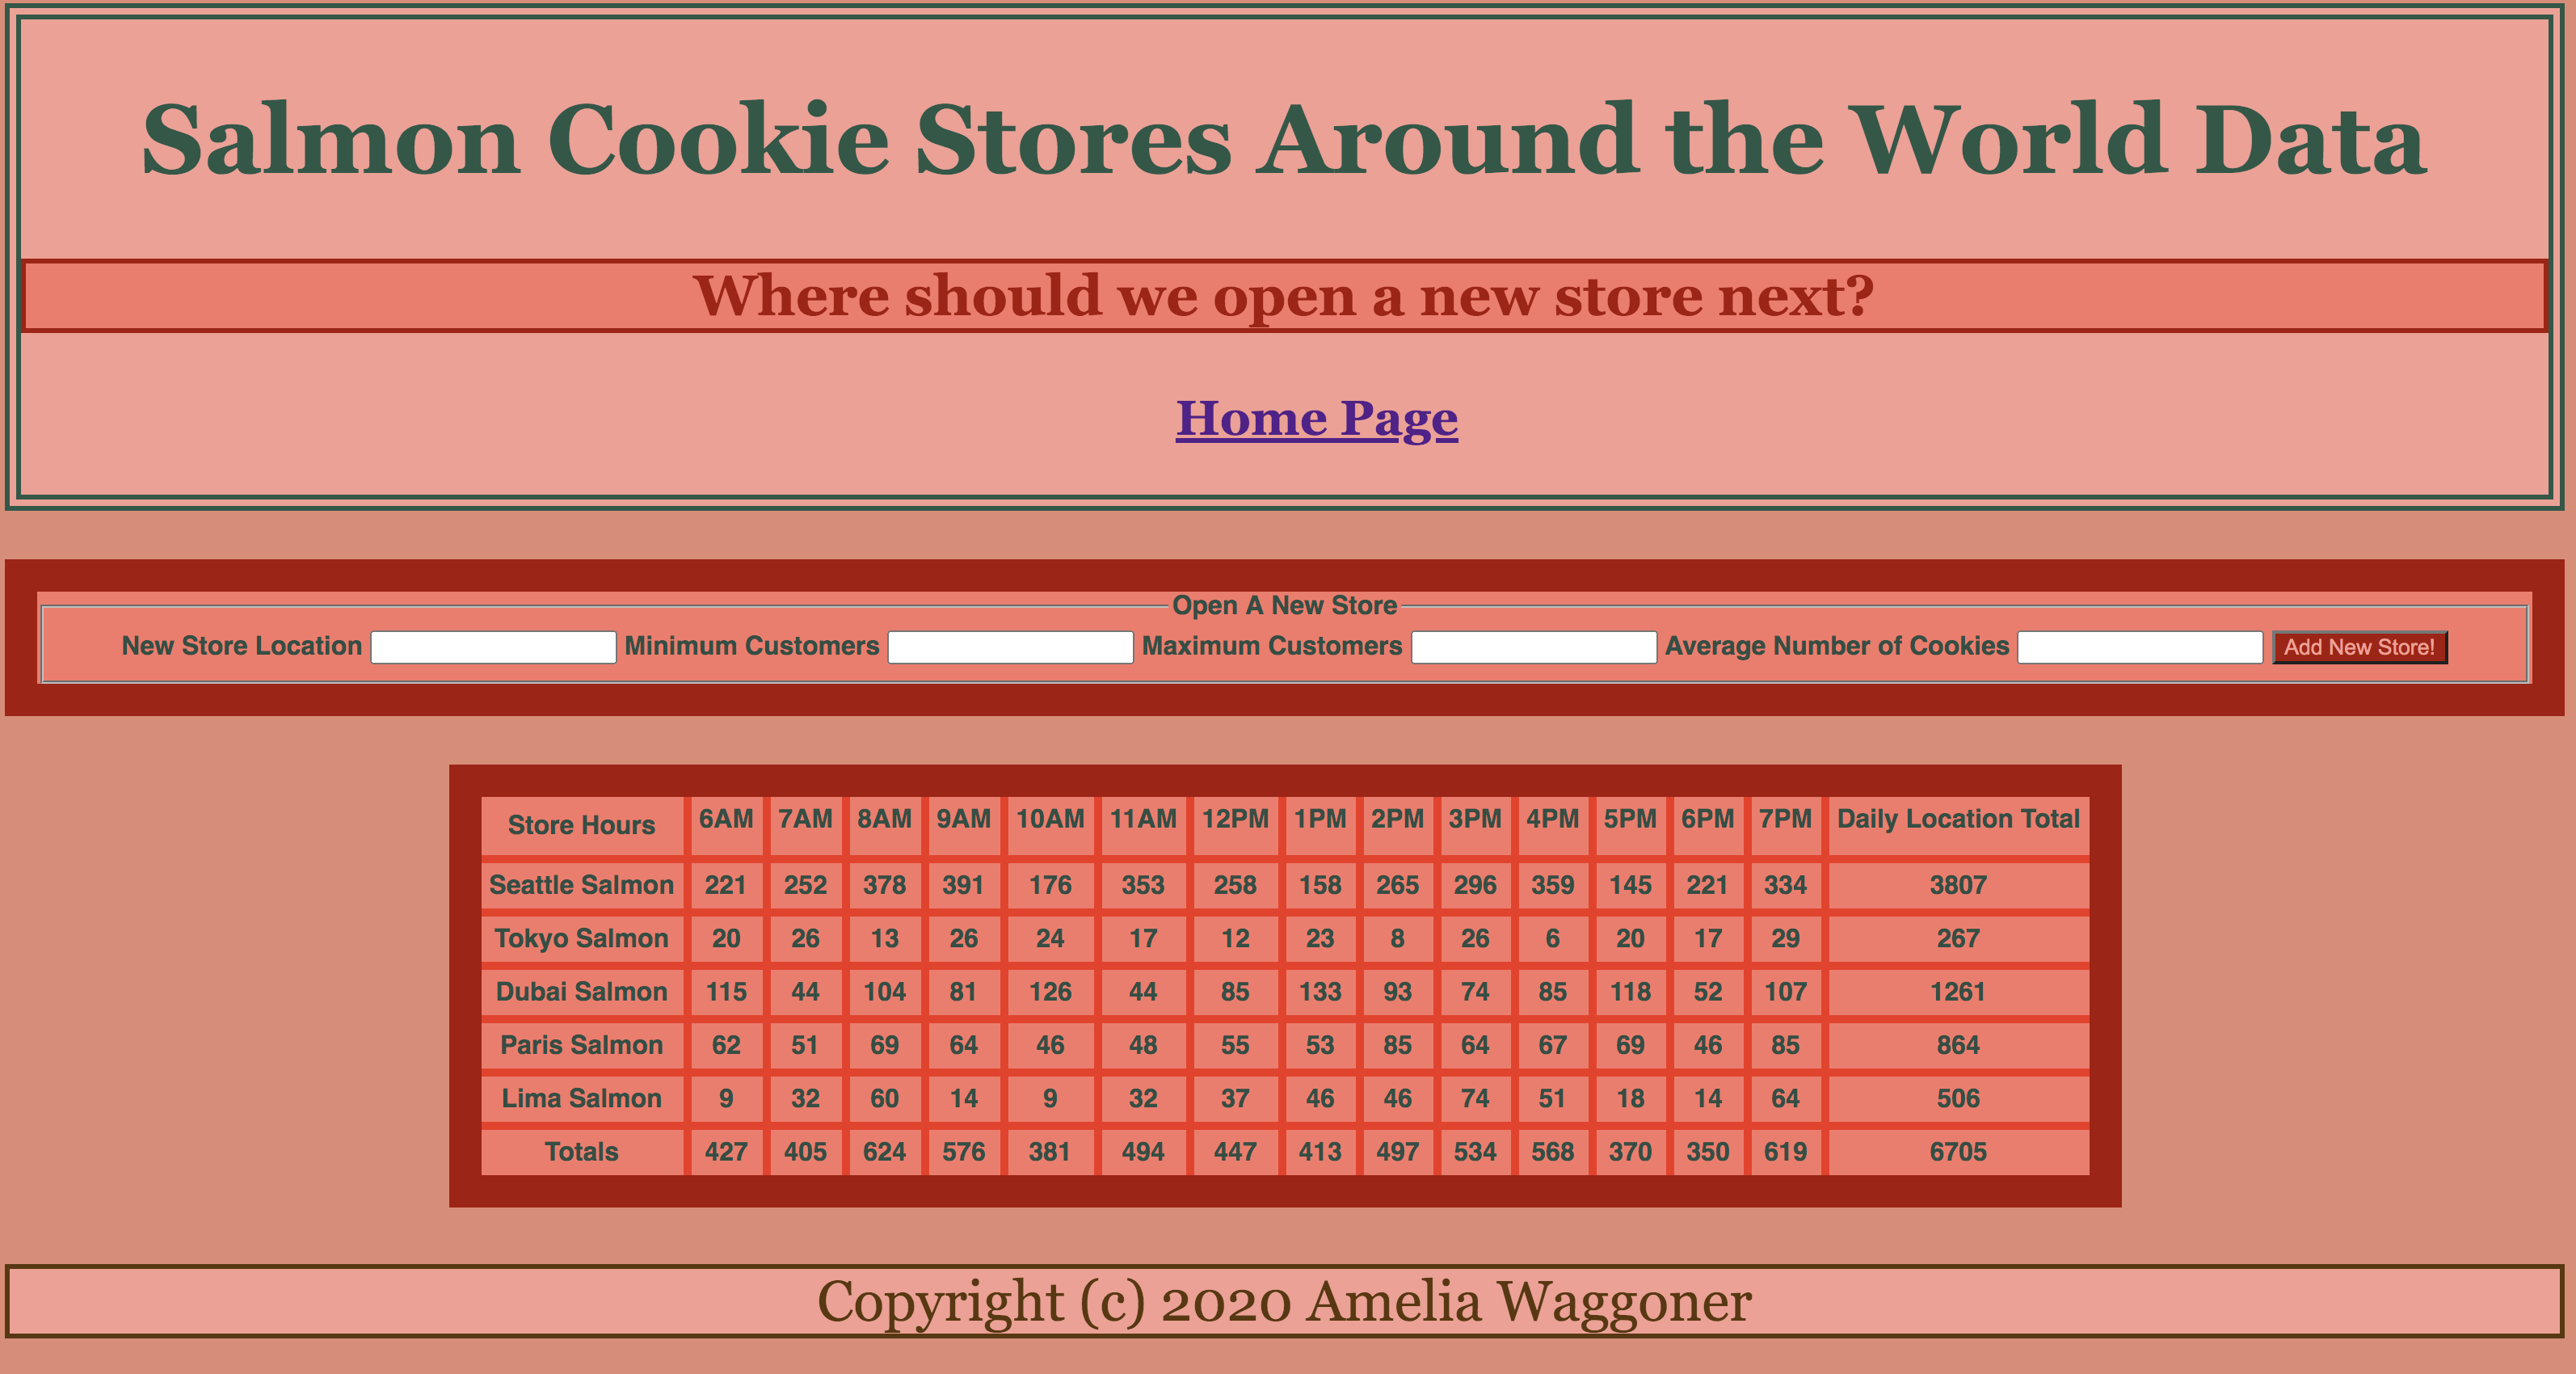 Salmon Cookie Stores Around the World Data
Where should we open a new store next?
Home Page
Open A New Store
New Store Location Minimum Customers Maximum Customers Average Number of Cookies Add New Store!
Store Hours 6AM 7AM 8AM 9AM 10AM 11AM 12PM 1PM 2PM 3PM 4PM 5PM 6PM 7PM Daily Location Total
Seattle Salmon 221 252 378 391 176 353 258 158 265 296 359 145 221 334 3807
Tokyo Salmon 20 26 13 26 24 17 12 23 8 26 6 20 17 29 267
Dubai Salmon 115 44 104 81 126 44 85 133 93 74 85 118 52 107 1261
Paris Salmon 62 51 69 64 46 48 55 53 85 64 67 69 46 85 864
Lima Salmon 9 32 60 14 9 32 37 46 46 74 51 18 14 64 506
Totals 427 405 624 576 381 494 447 413 497 534 568 370 350 619 6705
Copyright (c) 2020 Amelia Waggoner